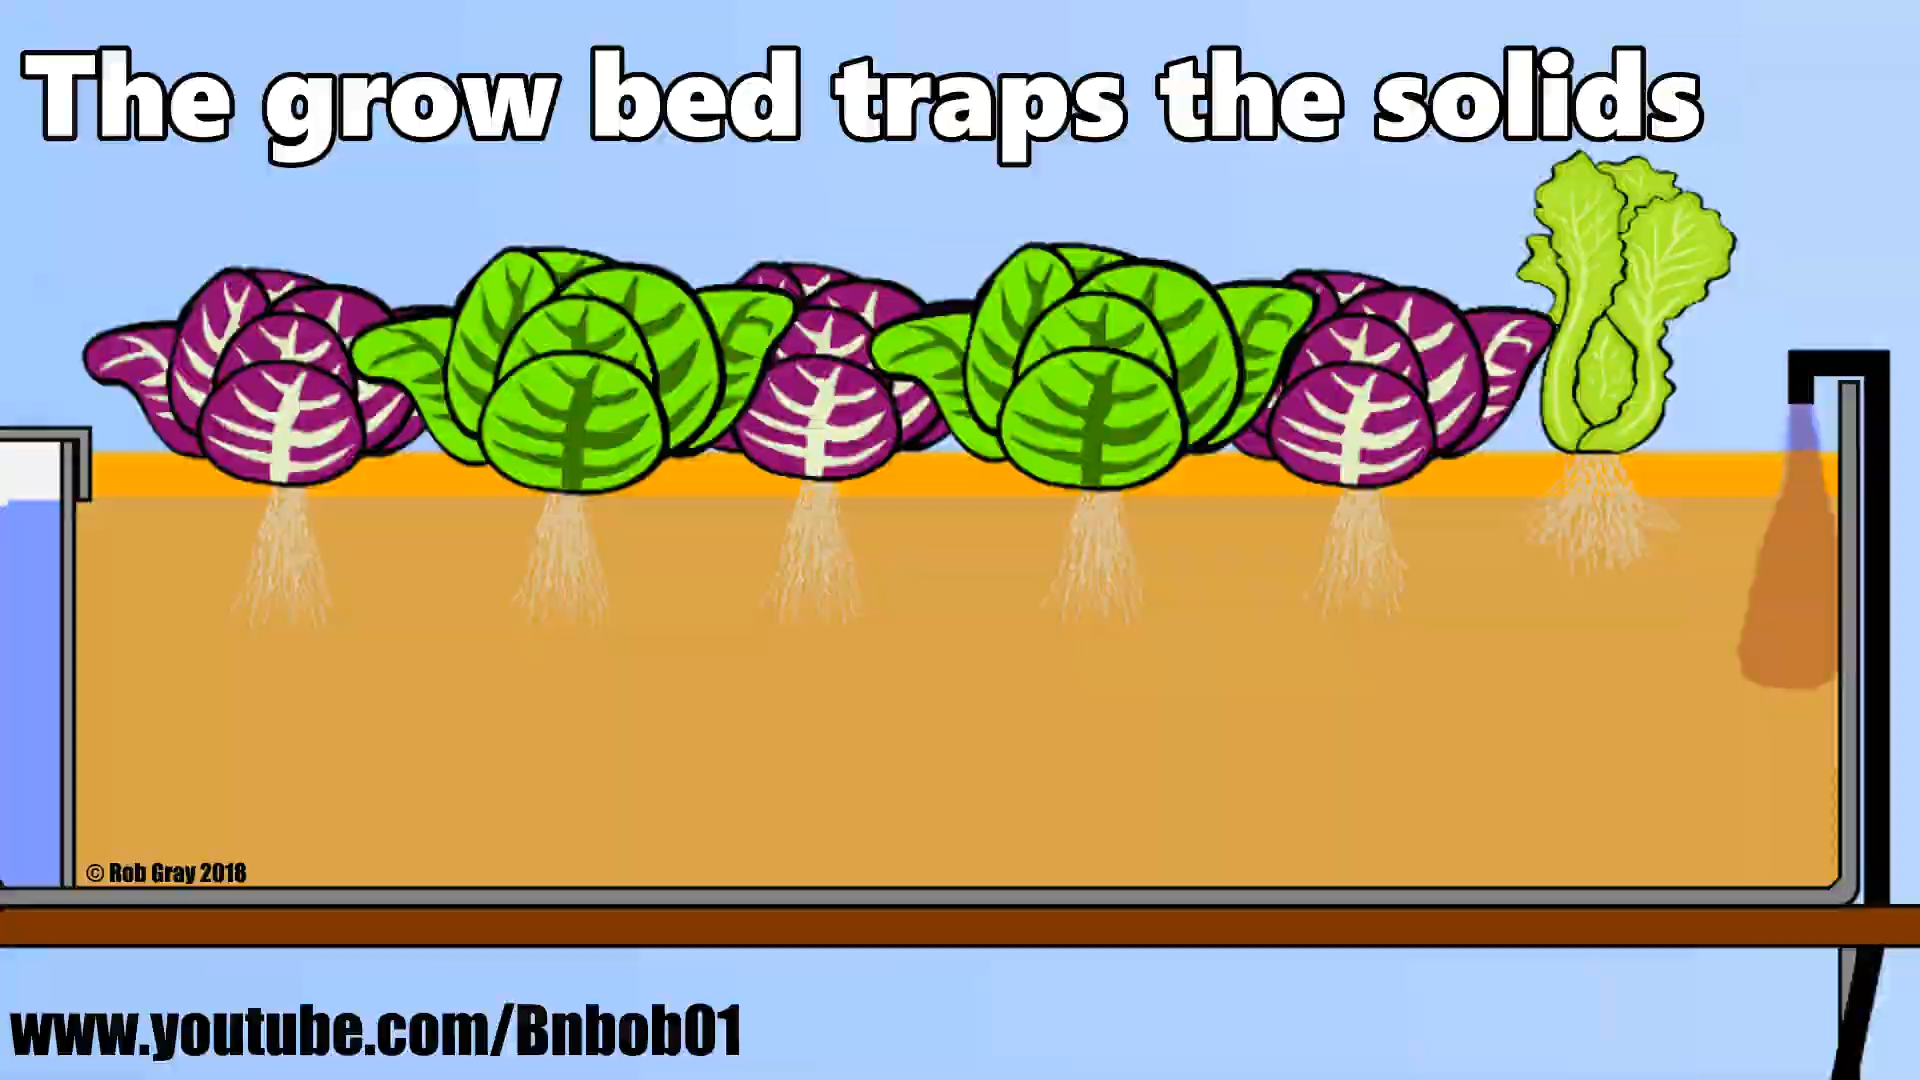 The grow bed traps the solids
© Rob Gray 2018
www.youtube.com/Bnbob01